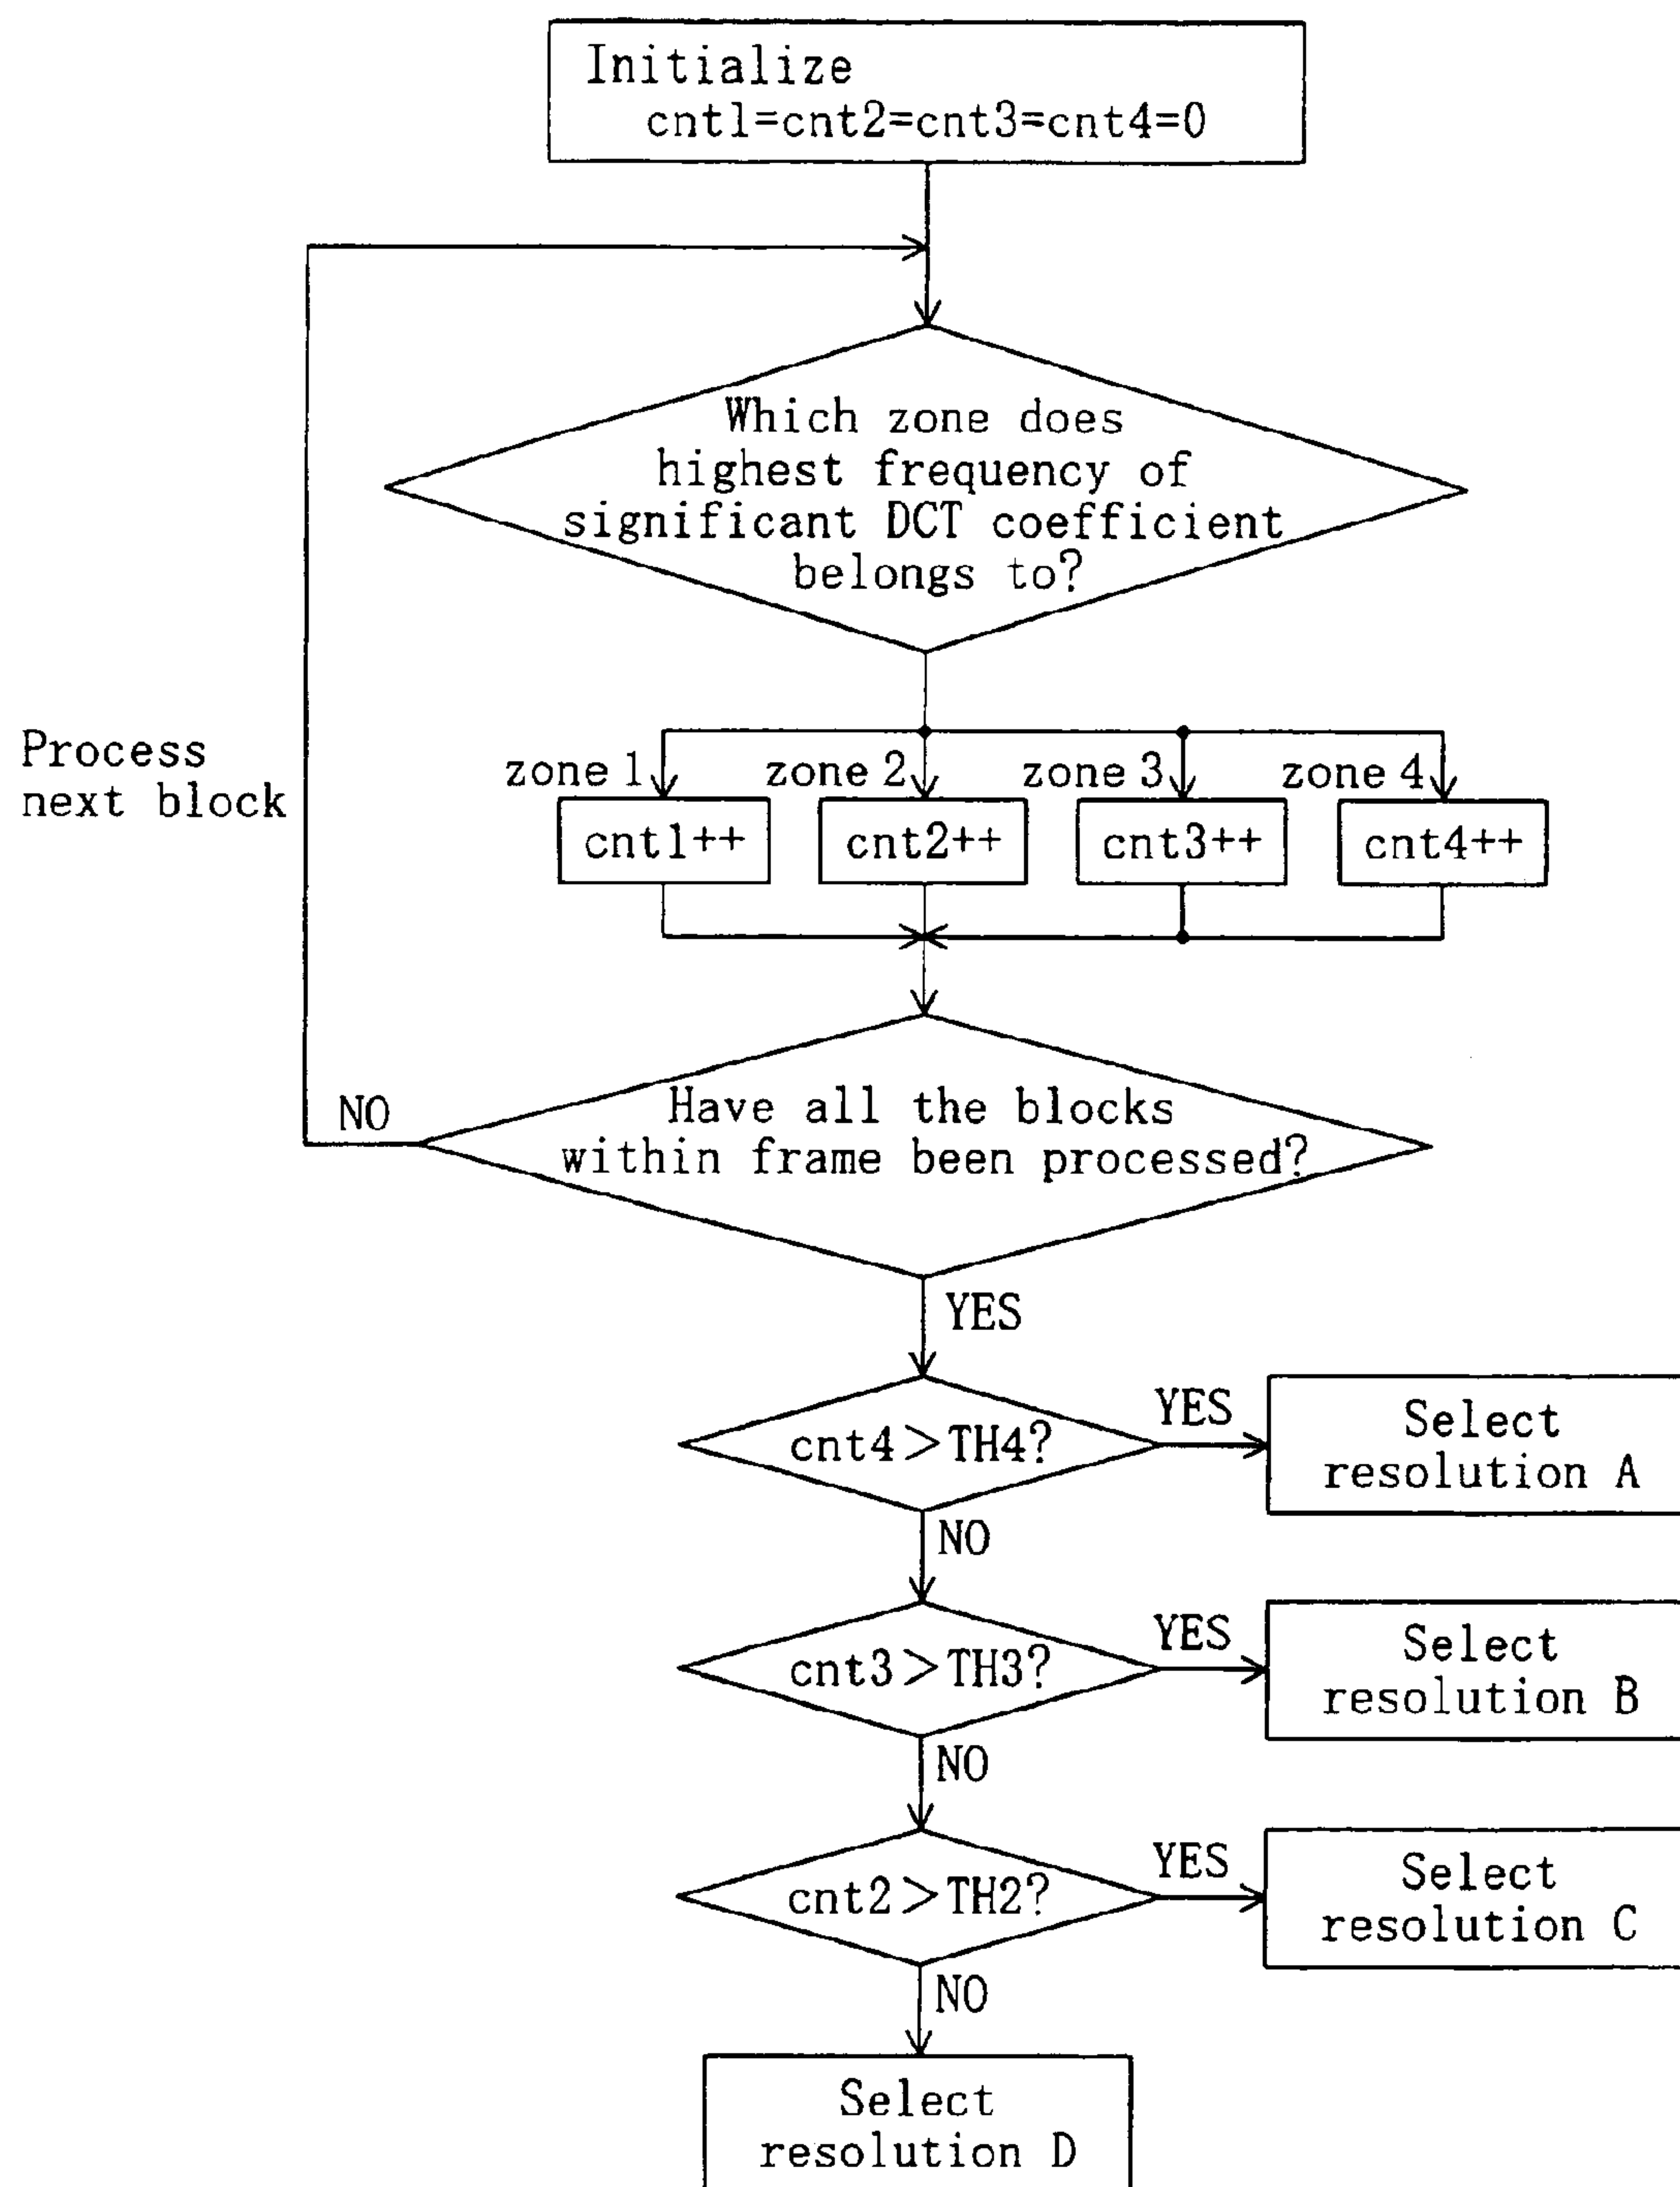 Initialize
cnt1=cnt2=cnt3=cnt4=0
Which zone does
highest frequency of
significant DCT coefficient
belongs to?
Process
next block
zone 1
zone 2
zone 3
zone 4
cnt1++
cnt2++
cnt3++
cnt4++
NO
Have all the blocks
within frame been processed?
YES
cnt4>TH4?
YES
Select
resolution A
NO
cnt3>TH3?
YES
Select
resolution B
NO
cnt2>TH2?
YES
Select
resolution C
NO
Select
resolution D